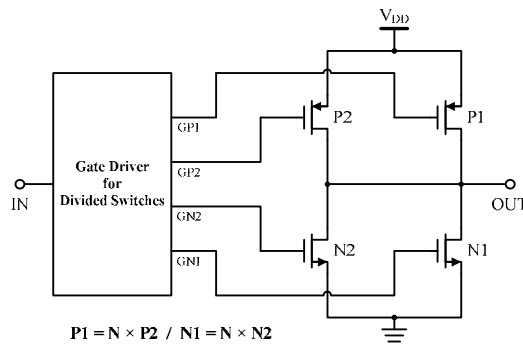 VDD
GP1
P2
P1
GP2
Gate Driver
for
Divided Switches
IN
OUT
GN2
N2
N1
GN1
P1 = N × P2 / N1 = N × N2